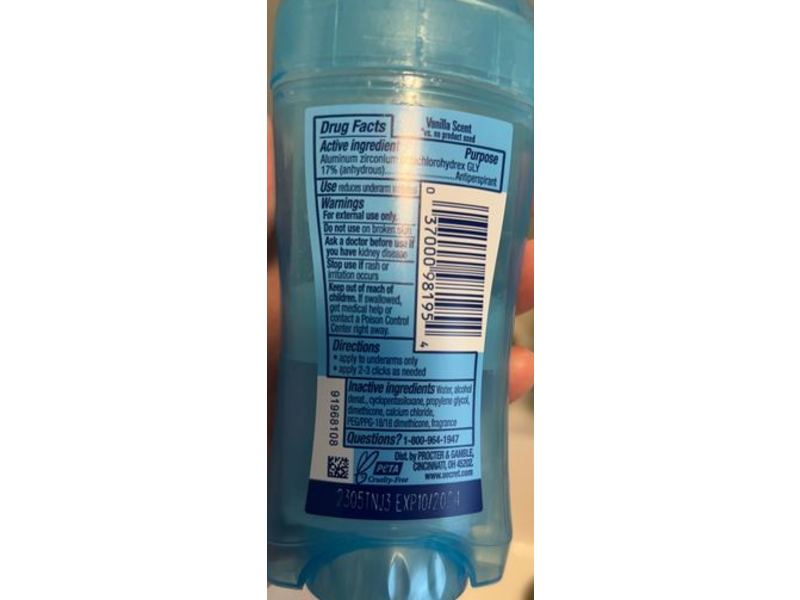 Drug Facts
Vanilla Scent
*vs. no product used
Active ingredient
Purpose
Aluminum zirconium chlorohydrex GLY
17% (anhydrous)......Antiperspirant
Use reduces underarm
Warnings
For external use only.
Do not use on broken skin
Ask a doctor before use if
you have kidney disease
Stop use if rash or
irritation occurs
Keep out of reach of
children. If swallowed,
get medical help or
contact a Poison Control
Center right away.
0 37000 98195 4
Directions
• apply to underarms only
• apply 2-3 clicks as needed
Inactive ingredients Water, alcohol
denat., cyclopentasiloxane, propylene glycol,
dimethicone, calcium chloride,
PEG/PPG-18/18 dimethicone, fragrance
91968108
Questions? 1-800-964-1947
Dist. by PROCTER & GAMBLE,
CINCINNATI, OH 45202.
www.secret.com
PETA
Cruelty-Free
2305TNJ3 EXP10/20